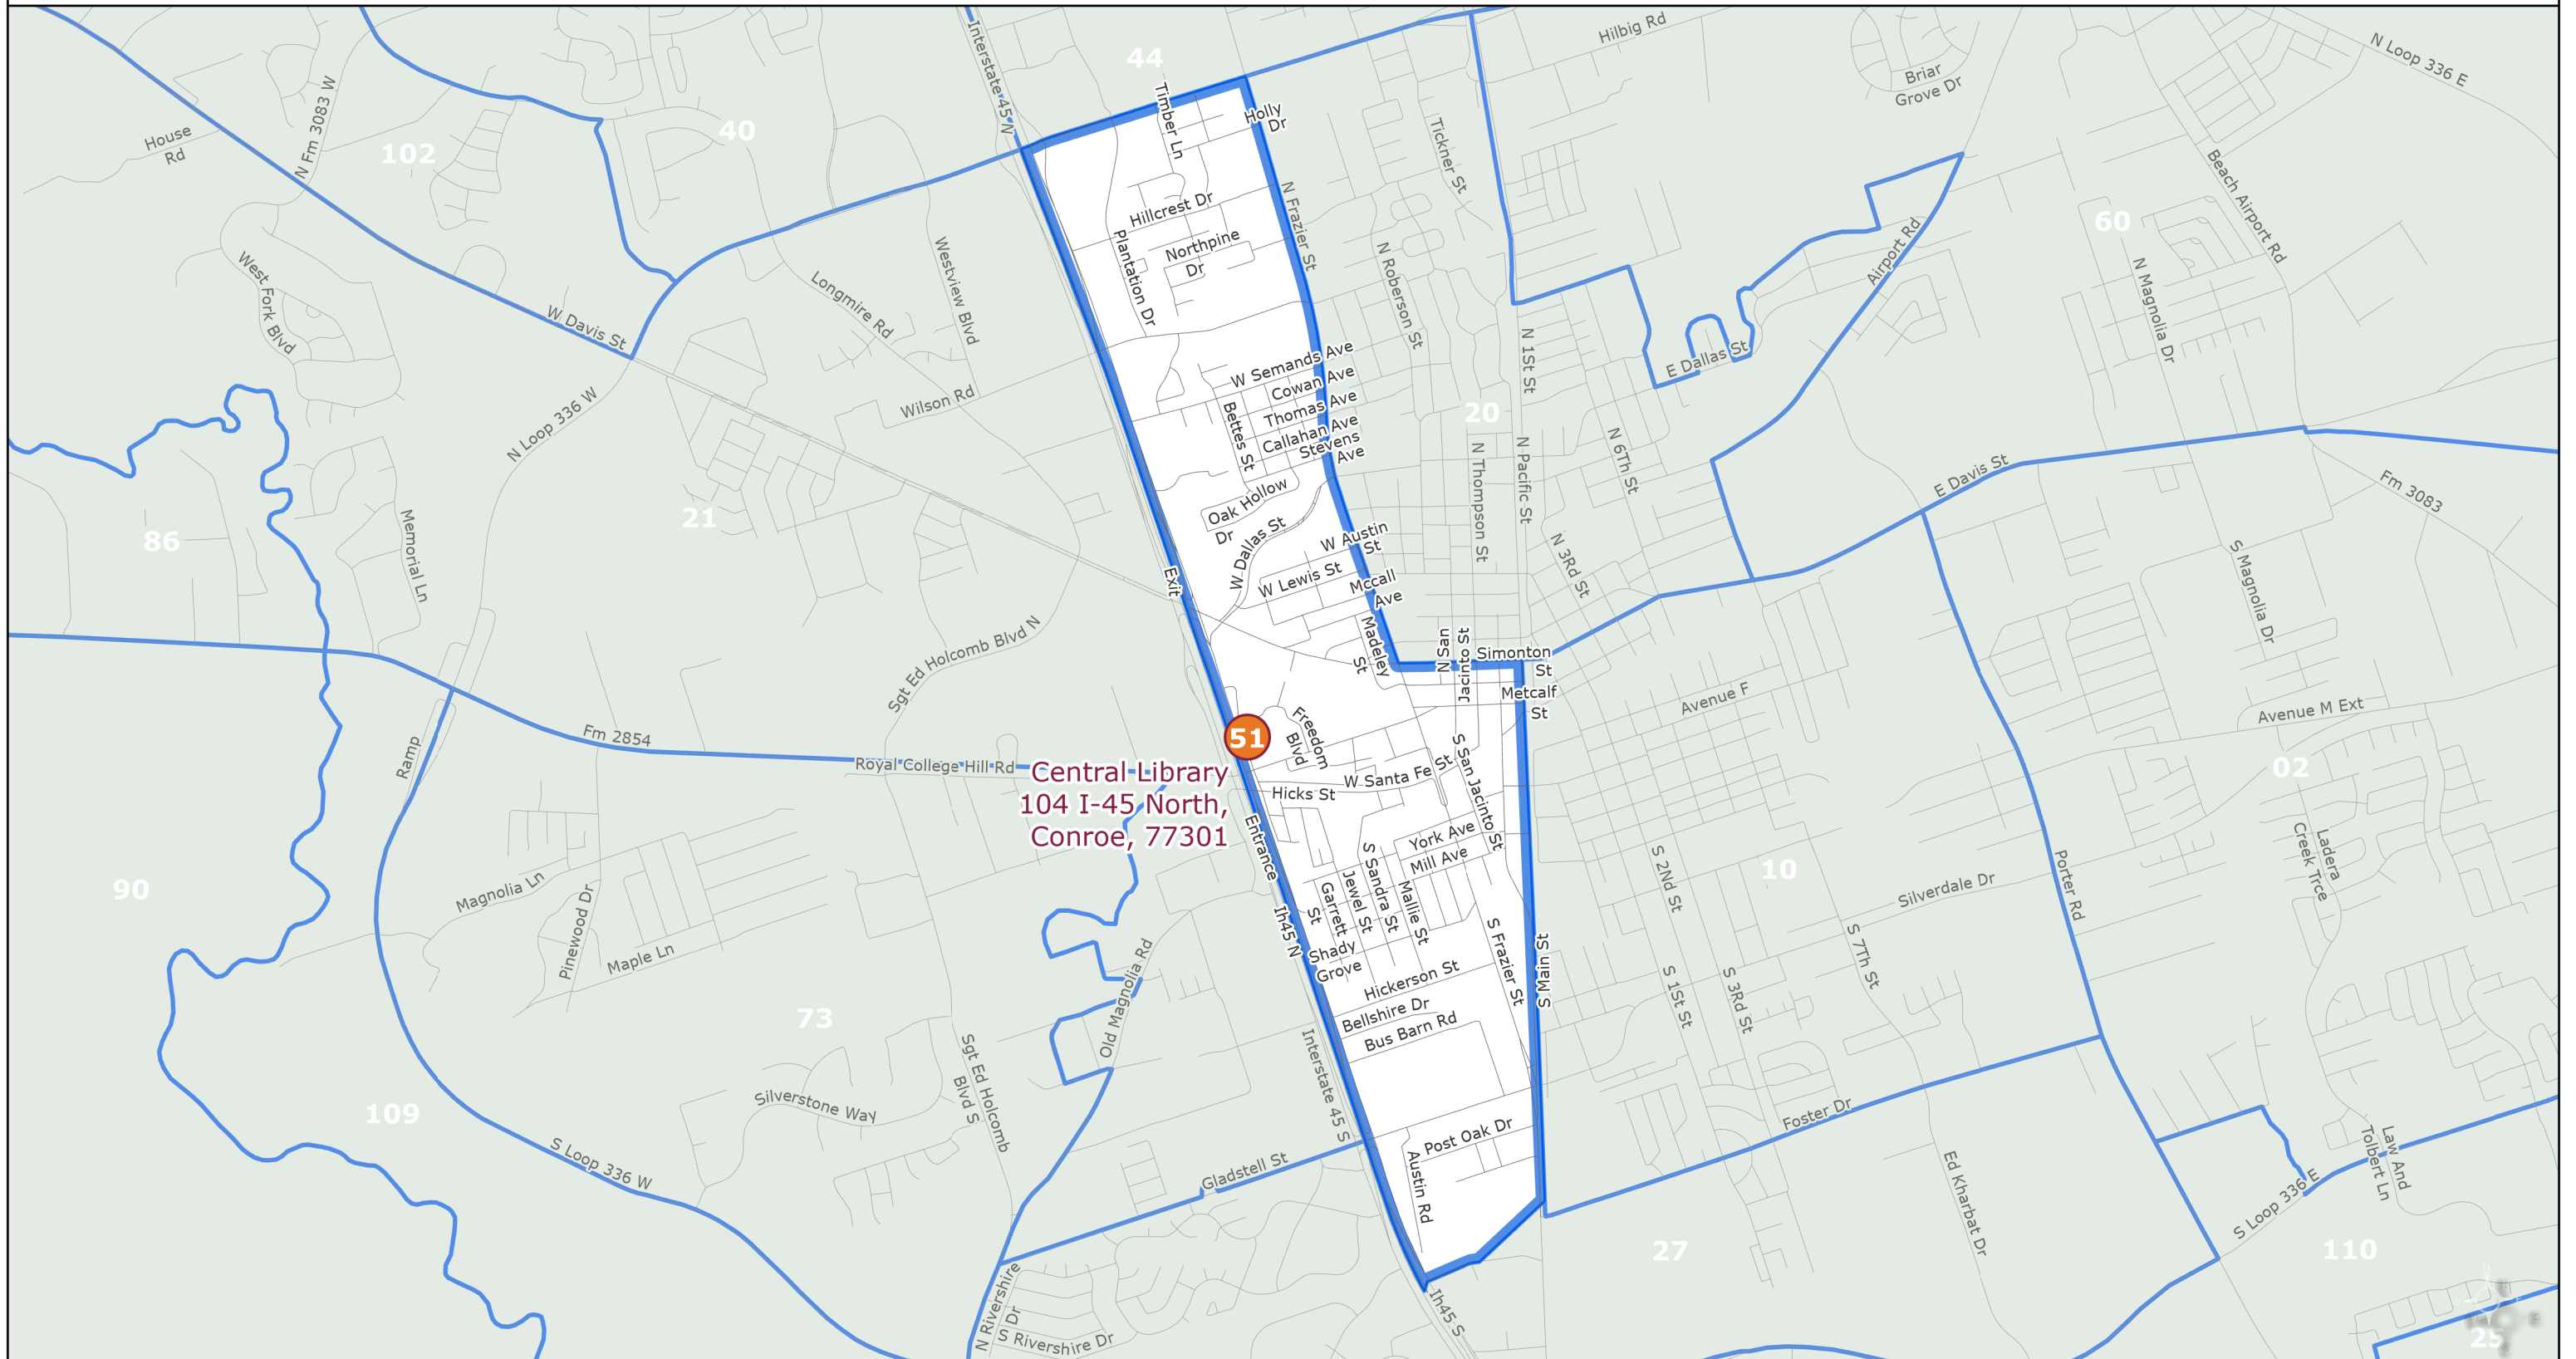 44
Hilbig Rd
N Loop 336 E
Interstate 45 N
Briar
Grove Dr
N Fm 3083 W
House
Rd
102
40
Timber Ln
Holly
Dr
Tickner St
Beach Airport Rd
Hillcrest Dr
N Frazier St
60
Airport Rd
Plantation Dr
Northpine
Dr
Westview Blvd
Longmire Rd
N Roberson St
West Fork Blvd
N Magnolia Dr
W Davis St
N 1St St
E Dallas St
W Semands Ave
Cowan Ave
Thomas Ave
Callahan Ave
Stevens
Ave
Bettes St
Wilson Rd
N Loop 336 W
20
N Thompson St
N Pacific St
N 6Th St
E Davis St
Fm 3083
Oak Hollow
Dr
21
86
Memorial Ln
W Dallas St
W Austin
St
W Lewis St
Mccall
Ave
Exit
N 3Rd St
S Magnolia Dr
Sgt Ed Holcomb Blvd N
Madeley
St
N San
Jacinto St
Simonton
St
Metcalf
St
Avenue F
Avenue M Ext
Fm 2854
Ramp
Royal College Hill Rd
51
Central Library
104 I-45 North,
Conroe, 77301
Freedom
Blvd
W Santa Fe St
Hicks St
S San Jacinto St
02
Entrance
York Ave
Mill Ave
S Sandra St
Jewel St
Garrett
St
Mallie St
S 2Nd St
10
Silverdale Dr
Porter Rd
Ladera
Creek Trce
90
Magnolia Ln
Pinewood Dr
Maple Ln
Ih45 N
Shady
Grove
Hickerson St
Bellshire Dr
Bus Barn Rd
S Frazier St
S Main St
S 1St St
S 3Rd St
S 7Th St
73
Old Magnolia Rd
Sgt Ed Holcomb
Blvd S
Interstate 45 S
Silverstone Way
109
Foster Dr
Post Oak Dr
Austin Rd
S Loop 336 W
Gladstell St
Ed Kharbat Dr
Law And
Tolbert Ln
S Loop 336 E
27
110
N Rivershire
Dr
S Rivershire Dr
Ih45 S
25